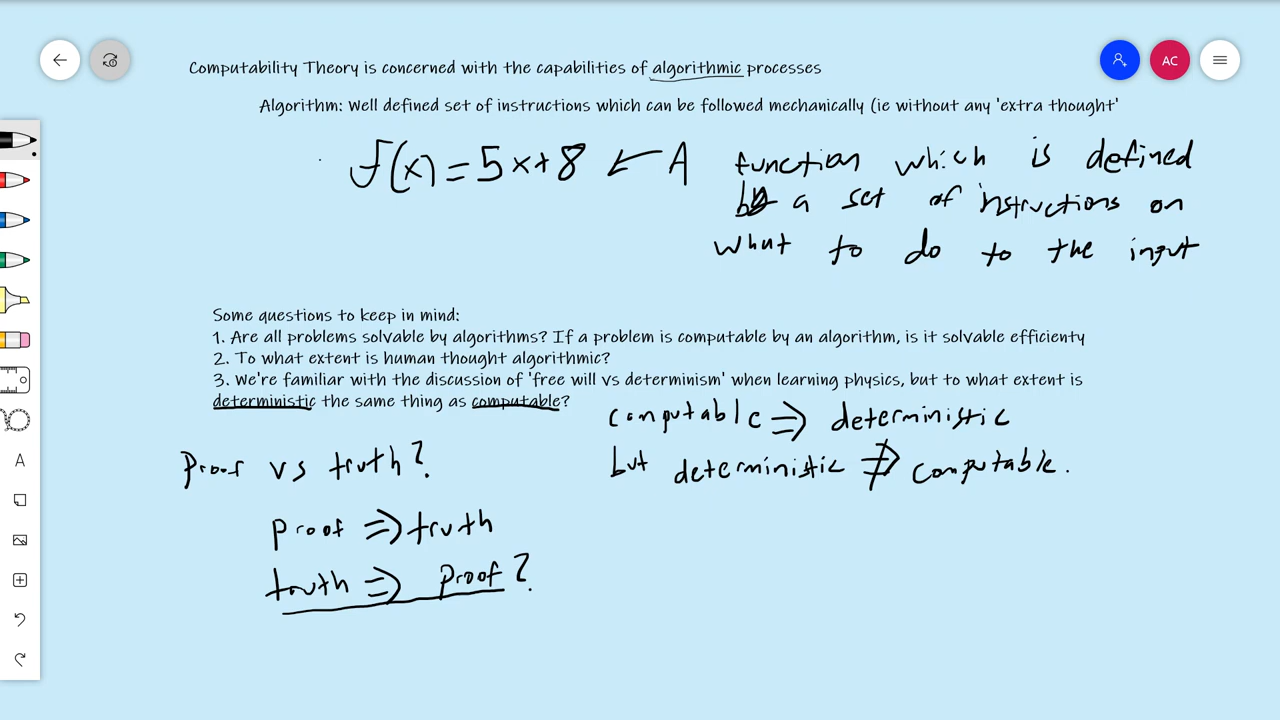 AC
Computability Theory is concerned with the capabilities of algorithmic processes
Algorithm: Well defined set of instructions which can be followed mechanically (ie without any 'extra thought'
f(x) = 5x+8 ← A function which is defined
by a set of instructions on
what to do to the input
Some questions to keep in mind:
1. Are all problems solvable by algorithms? If a problem is computable by an algorithm, is it solvable efficienty
2. To what extent is human thought algorithmic?
3. We're familiar with the discussion of 'free will vs determinism' when learning physics, but to what extent is
deterministic the same thing as computable?
computable ⇒ deterministic
but deterministic ⇏ computable.
Proof vs truth?
proof ⇒ truth
truth ⇒ proof?
A